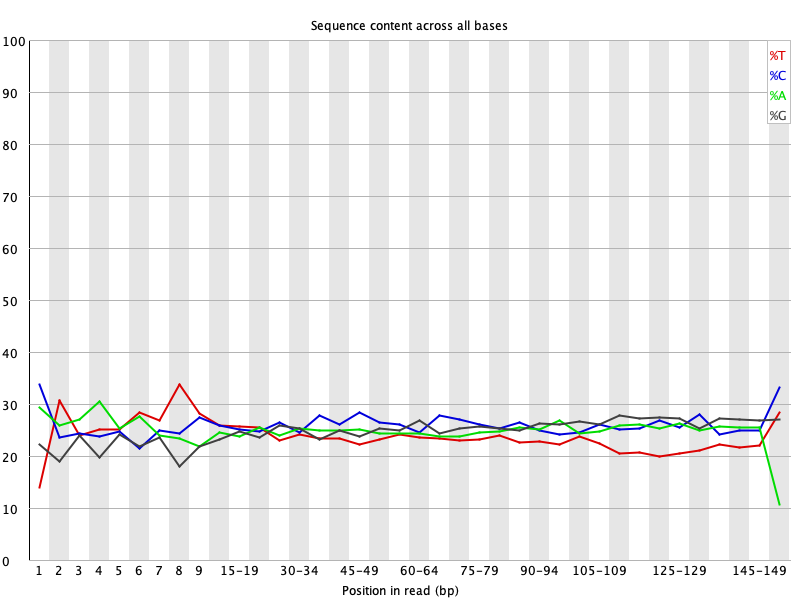 Sequence content across all bases
100
90
80
70
60
50
40
30
20
10
0
%T
%C
%A
%G
1 2 3 4 5 6 7 8 9 15-19 30-34 45-49 60-64 75-79 90-94 105-109 125-129 145-149
Position in read (bp)